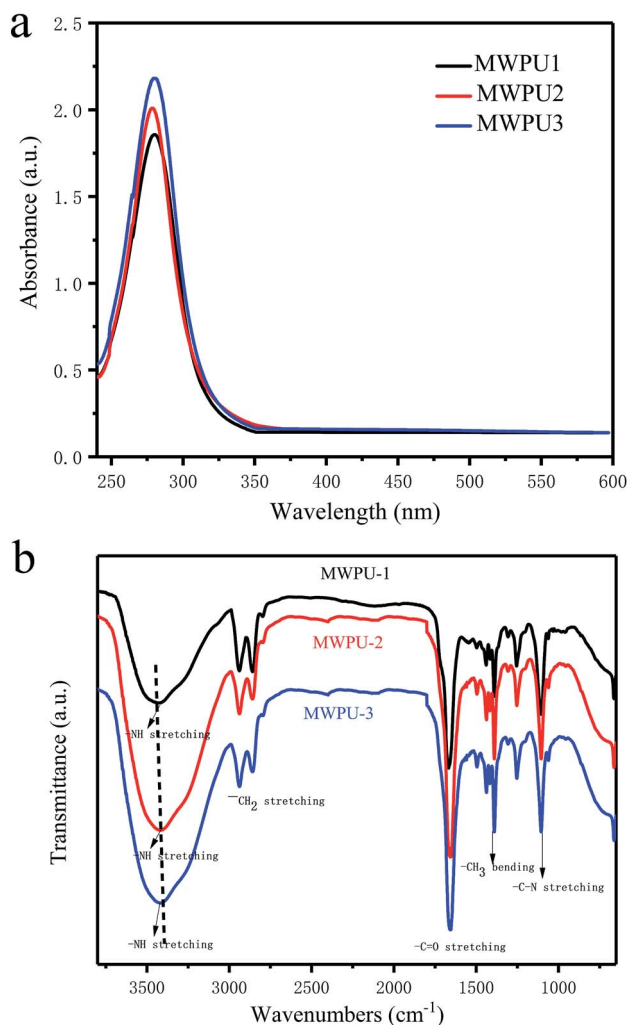 a
2.5
2.0
1.5
1.0
0.5
0.0
Absorbance (a.u.)
MWPU1
MWPU2
MWPU3
250 300 350 400 450 500 550 600
Wavelength (nm)
b
Transmittance (a.u.)
MWPU-1
MWPU-2
MWPU-3
-NH stretching
-CH2 stretching
-NH stretching
-CH3 bending
-C-N stretching
-NH stretching
-C=O stretching
3500 3000 2500 2000 1500 1000
Wavenumbers (cm⁻¹)